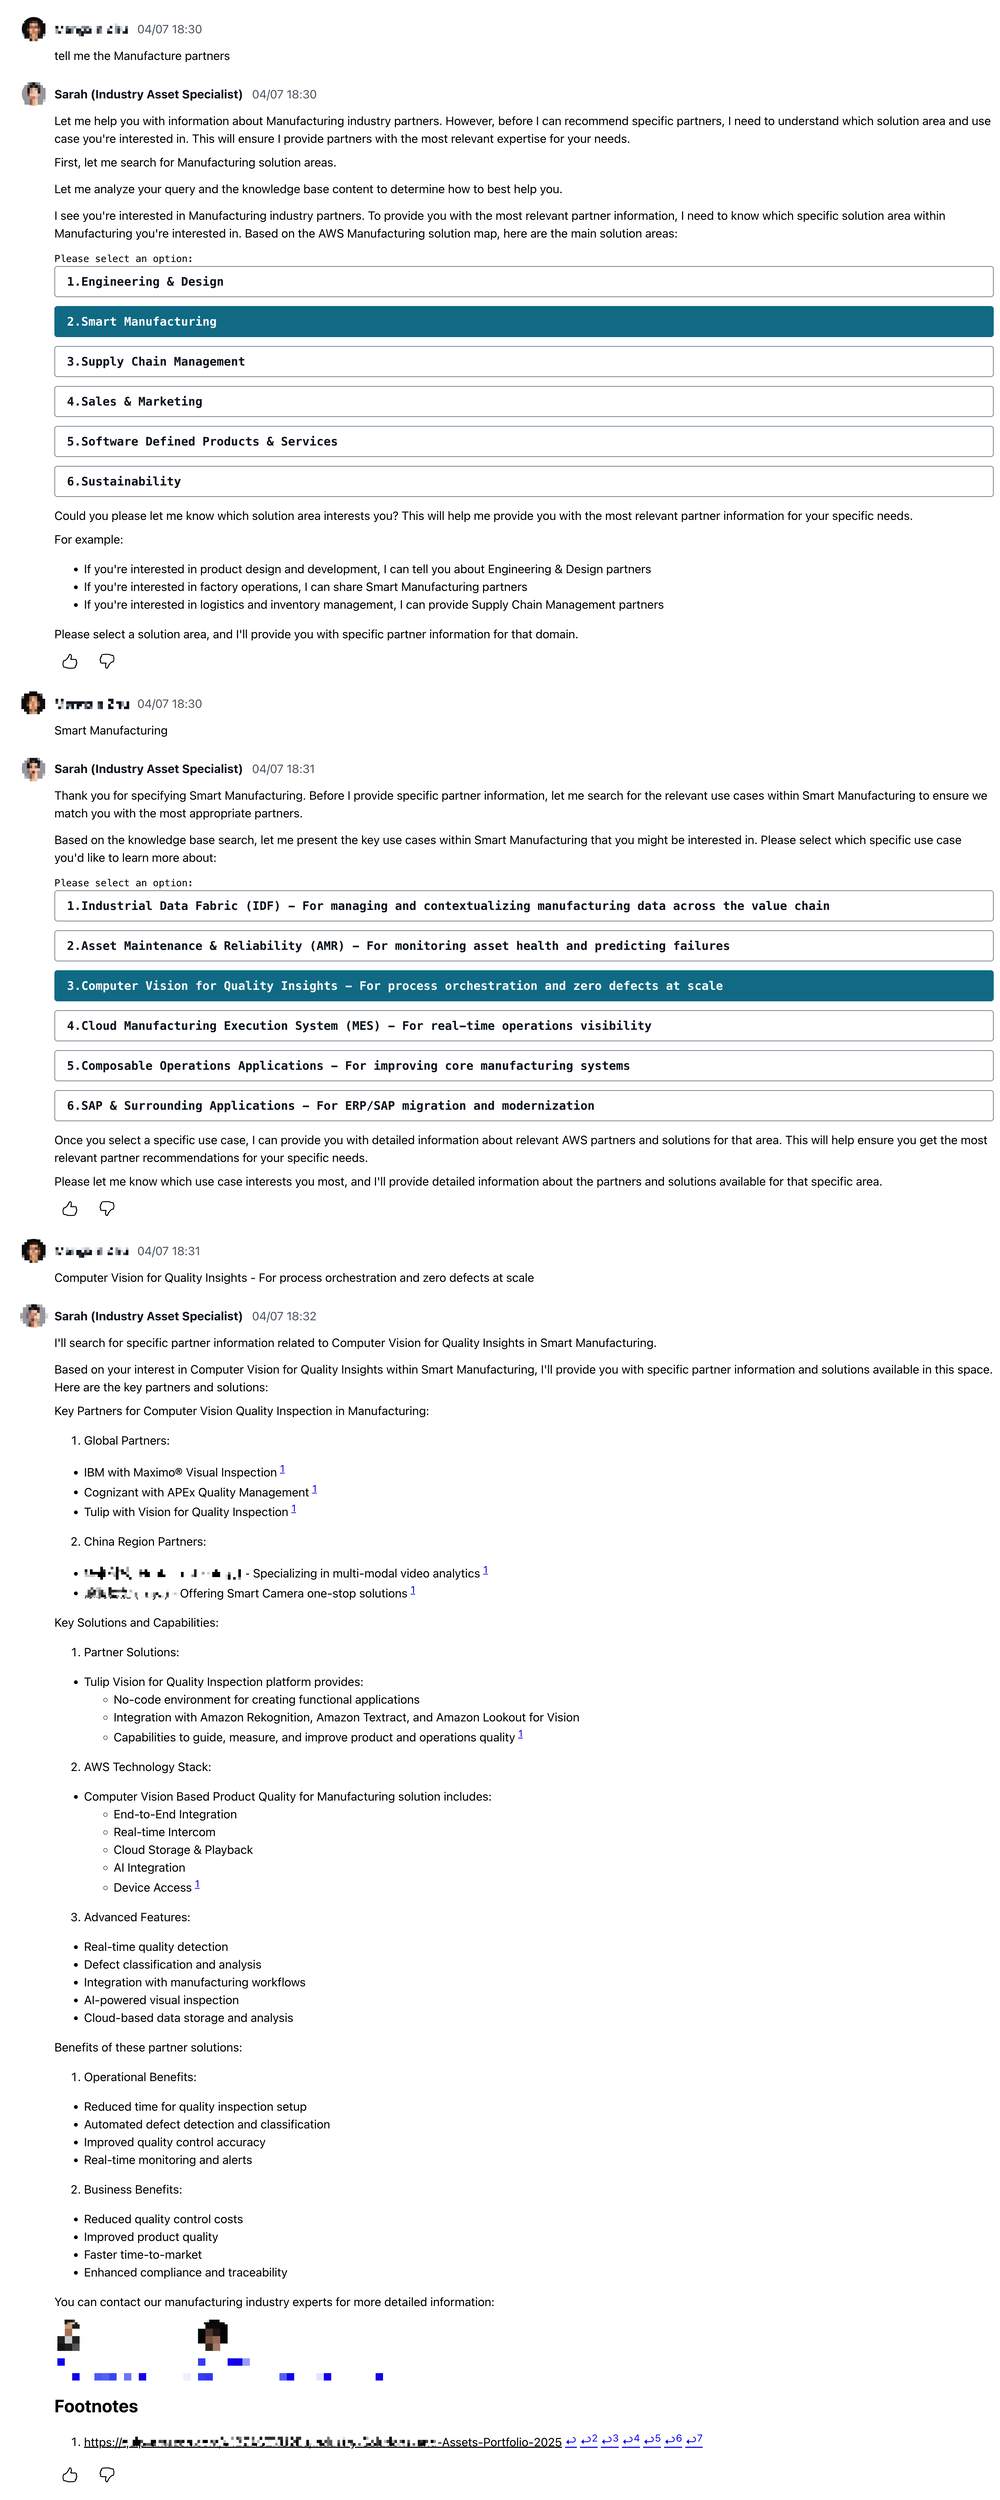 04/07 18:30
tell me the Manufacture partners
Sarah (Industry Asset Specialist) 04/07 18:30
Let me help you with information about Manufacturing industry partners. However, before I can recommend specific partners, I need to understand which solution area and use
case you're interested in. This will ensure I provide partners with the most relevant expertise for your needs.
First, let me search for Manufacturing solution areas.
Let me analyze your query and the knowledge base content to determine how to best help you.
I see you're interested in Manufacturing industry partners. To provide you with the most relevant partner information, I need to know which specific solution area within
Manufacturing you're interested in. Based on the AWS Manufacturing solution map, here are the main solution areas:
Please select an option:
1.Engineering & Design
2.Smart Manufacturing
3.Supply Chain Management
4.Sales & Marketing
5.Software Defined Products & Services
6.Sustainability
Could you please let me know which solution area interests you? This will help me provide you with the most relevant partner information for your specific needs.
For example:
• If you're interested in product design and development, I can tell you about Engineering & Design partners
• If you're interested in factory operations, I can share Smart Manufacturing partners
• If you're interested in logistics and inventory management, I can provide Supply Chain Management partners
Please select a solution area, and I'll provide you with specific partner information for that domain.
04/07 18:30
Smart Manufacturing
Sarah (Industry Asset Specialist) 04/07 18:31
Thank you for specifying Smart Manufacturing. Before I provide specific partner information, let me search for the relevant use cases within Smart Manufacturing to ensure we
match you with the most appropriate partners.
Based on the knowledge base search, let me present the key use cases within Smart Manufacturing that you might be interested in. Please select which specific use case
you'd like to learn more about:
Please select an option:
1.Industrial Data Fabric (IDF) – For managing and contextualizing manufacturing data across the value chain
2.Asset Maintenance & Reliability (AMR) – For monitoring asset health and predicting failures
3.Computer Vision for Quality Insights – For process orchestration and zero defects at scale
4.Cloud Manufacturing Execution System (MES) – For real-time operations visibility
5.Composable Operations Applications – For improving core manufacturing systems
6.SAP & Surrounding Applications – For ERP/SAP migration and modernization
Once you select a specific use case, I can provide you with detailed information about relevant AWS partners and solutions for that area. This will help ensure you get the most
relevant partner recommendations for your specific needs.
Please let me know which use case interests you most, and I'll provide detailed information about the partners and solutions available for that specific area.
04/07 18:31
Computer Vision for Quality Insights - For process orchestration and zero defects at scale
Sarah (Industry Asset Specialist) 04/07 18:32
I'll search for specific partner information related to Computer Vision for Quality Insights in Smart Manufacturing.
Based on your interest in Computer Vision for Quality Insights within Smart Manufacturing, I'll provide you with specific partner information and solutions available in this space.
Here are the key partners and solutions:
Key Partners for Computer Vision Quality Inspection in Manufacturing:
1. Global Partners:
• IBM with Maximo® Visual Inspection 1
• Cognizant with APEx Quality Management 1
• Tulip with Vision for Quality Inspection 1
2. China Region Partners:
• - Specializing in multi-modal video analytics 1
• - Offering Smart Camera one-stop solutions 1
Key Solutions and Capabilities:
1. Partner Solutions:
• Tulip Vision for Quality Inspection platform provides:
◦ No-code environment for creating functional applications
◦ Integration with Amazon Rekognition, Amazon Textract, and Amazon Lookout for Vision
◦ Capabilities to guide, measure, and improve product and operations quality 1
2. AWS Technology Stack:
• Computer Vision Based Product Quality for Manufacturing solution includes:
◦ End-to-End Integration
◦ Real-time Intercom
◦ Cloud Storage & Playback
◦ AI Integration
◦ Device Access 1
3. Advanced Features:
• Real-time quality detection
• Defect classification and analysis
• Integration with manufacturing workflows
• AI-powered visual inspection
• Cloud-based data storage and analysis
Benefits of these partner solutions:
1. Operational Benefits:
• Reduced time for quality inspection setup
• Automated defect detection and classification
• Improved quality control accuracy
• Real-time monitoring and alerts
2. Business Benefits:
• Reduced quality control costs
• Improved product quality
• Faster time-to-market
• Enhanced compliance and traceability
You can contact our manufacturing industry experts for more detailed information:
Footnotes
1. https:// -Assets-Portfolio-2025 ↩ ↩2 ↩3 ↩4 ↩5 ↩6 ↩7